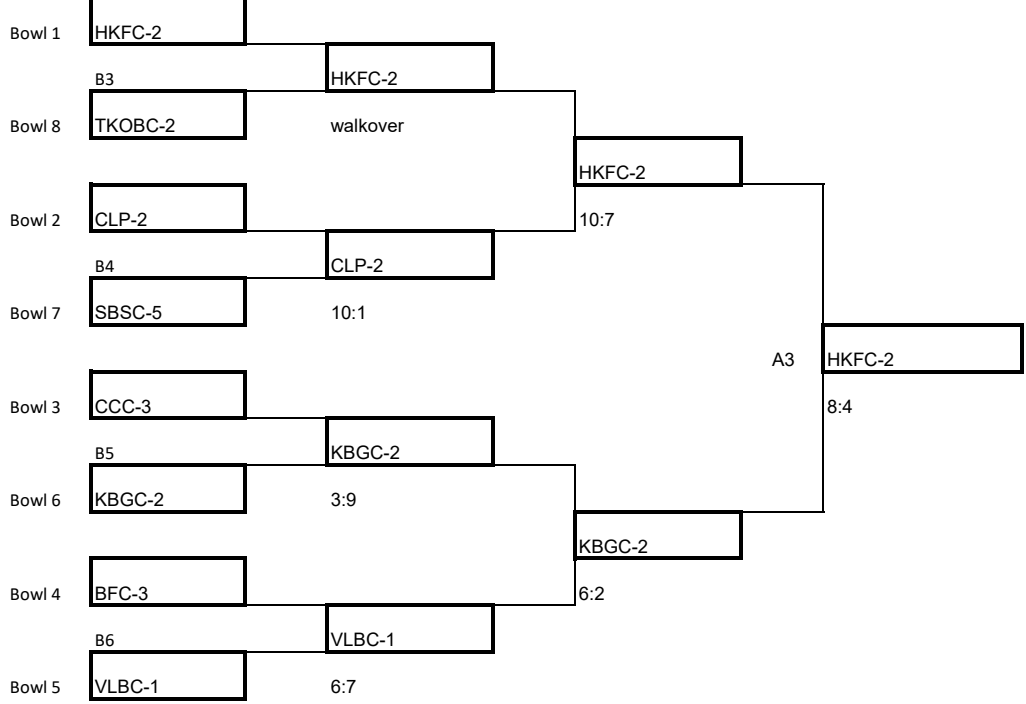 Bowl 1 HKFC-2
B3 HKFC-2
Bowl 8 TKOBC-2 walkover
HKFC-2
Bowl 2 CLP-2 10:7
B4 CLP-2
Bowl 7 SBSC-5 10:1
A3 HKFC-2
Bowl 3 CCC-3 8:4
B5 KBGC-2
Bowl 6 KBGC-2 3:9
KBGC-2
Bowl 4 BFC-3 6:2
B6 VLBC-1
Bowl 5 VLBC-1 6:7